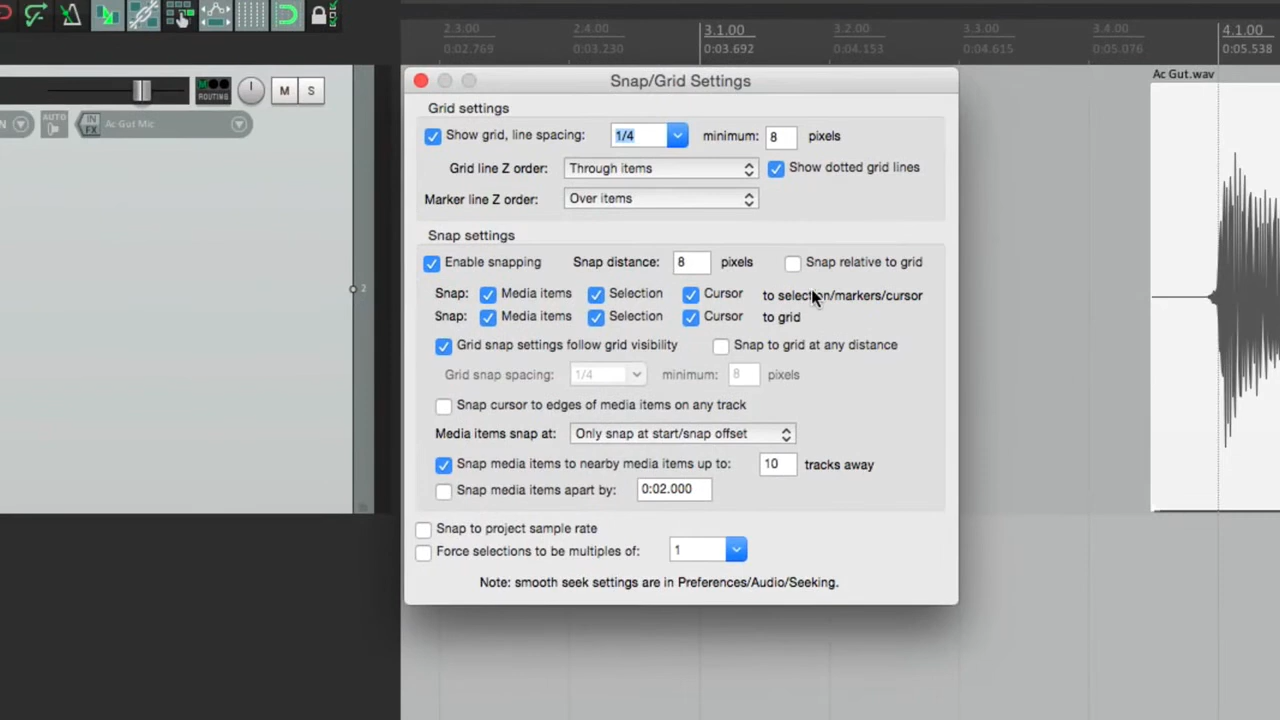 2.3.00 2.4.00 3.1.00 3.2.00 3.3.00 3.4.00 4.1.00
0:02.769 0:03.230 0:03.692 0:04.153 0:04.615 0:05.076 0:05.538
Snap/Grid Settings
Ac Gut.wav
ROUTING M S
N AUTO IN FX Ac Gut Mic
2
Grid settings
Show grid, line spacing: 1/4 minimum: 8 pixels
Grid line Z order: Through items Show dotted grid lines
Marker line Z order: Over items
Snap settings
Enable snapping Snap distance: 8 pixels Snap relative to grid
Snap: Media items Selection Cursor to selection/markers/cursor
Snap: Media items Selection Cursor to grid
Grid snap settings follow grid visibility Snap to grid at any distance
Grid snap spacing: 1/4 minimum: 8 pixels
Snap cursor to edges of media items on any track
Media items snap at: Only snap at start/snap offset
Snap media items to nearby media items up to: 10 tracks away
Snap media items apart by: 0:02.000
Snap to project sample rate
Force selections to be multiples of: 1
Note: smooth seek settings are in Preferences/Audio/Seeking.